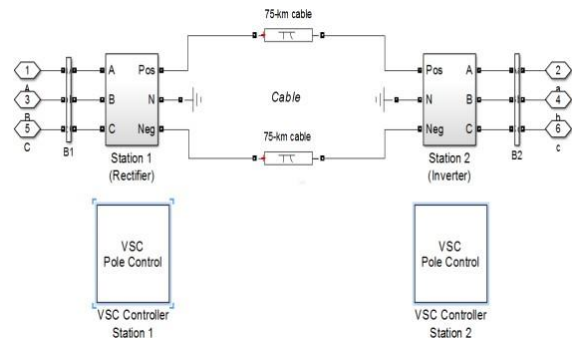 75-km cable
1
A
3
B
5
C
B1
A
B
C
Pos
N
Neg
Station 1
(Rectifier)
Cable
75-km cable
Pos
N
Neg
A
B
C
Station 2
(Inverter)
B2
2
a
4
b
6
c
VSC
Pole Control
VSC Controller
Station 1
VSC
Pole Control
VSC Controller
Station 2